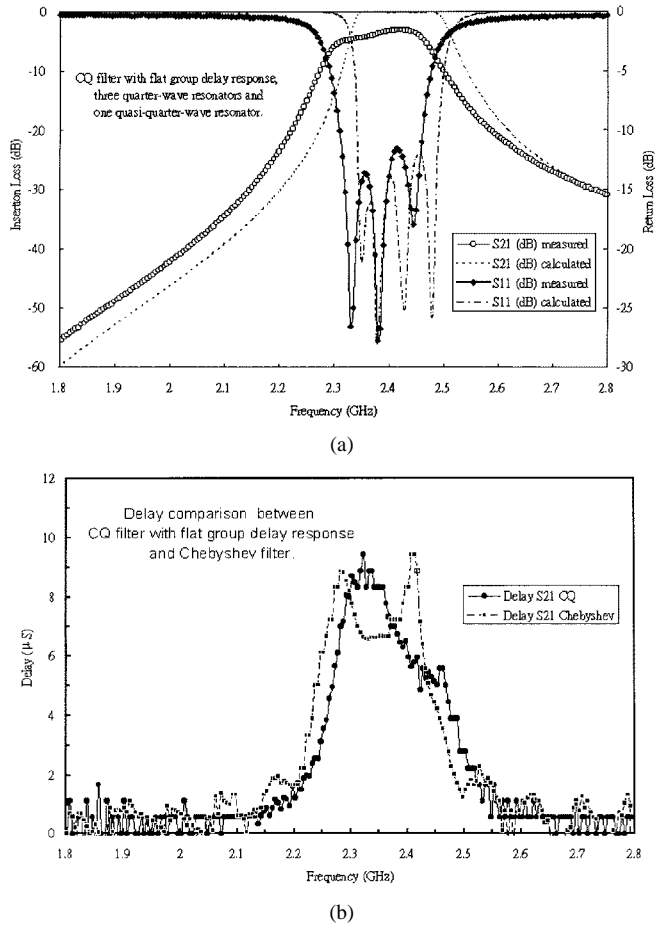 0
-10
-20
-30
-40
-50
-60
0
-5
-10
-15
-20
-25
-30
Insertion Loss (dB)
Return Loss (dB)
CQ filter with flat group delay response,
three quarter-wave resonators and
one quasi-quarter-wave resonator.
S21 (dB) measured
S21 (dB) calculated
S11 (dB) measured
S11 (dB) calculated
1.8 1.9 2 2.1 2.2 2.3 2.4 2.5 2.6 2.7 2.8
Frequency (GHz)
(a)
12
10
8
6
4
2
0
Delay (μS)
Delay comparison between
CQ filter with flat group delay response
and Chebyshev filter.
Delay S21 CQ
Delay S21 Chebyshev
1.8 1.9 2 2.1 2.2 2.3 2.4 2.5 2.6 2.7 2.8
Frequency (GHz)
(b)